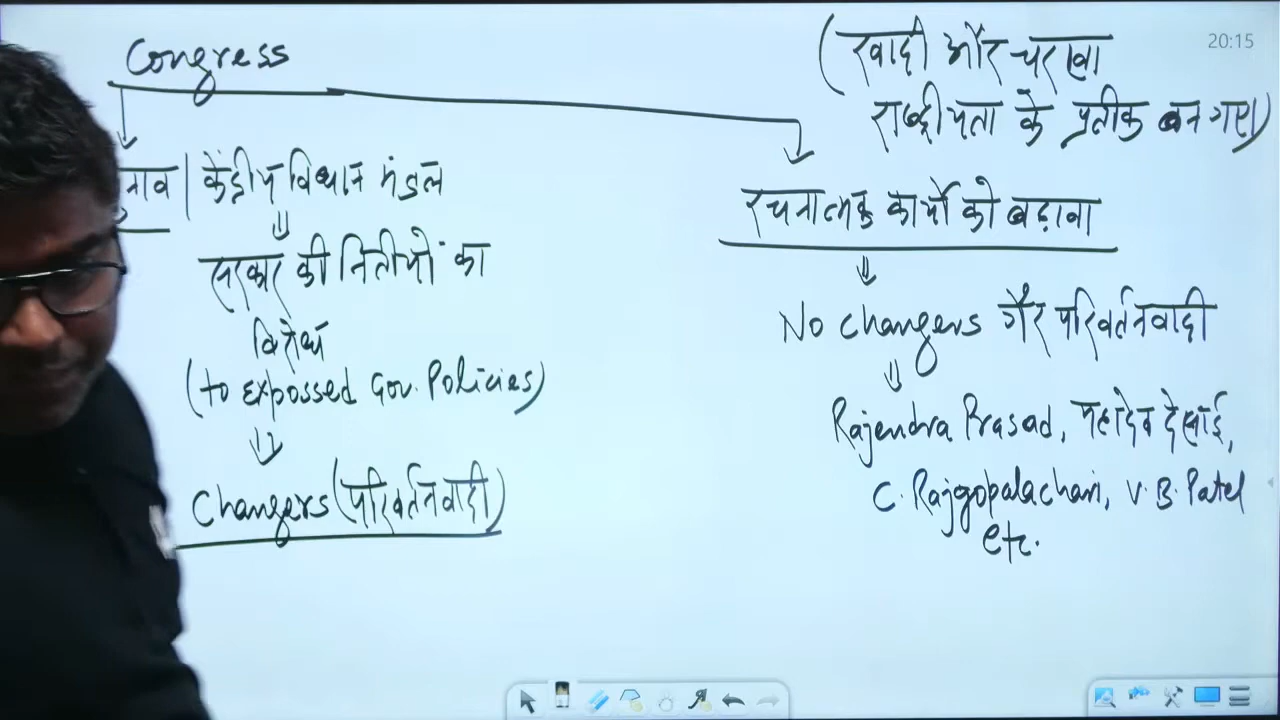 Congress
(खादी और चरखा
राष्ट्रीयता के प्रतीक बन गए)
20:15
नाव | केंद्रीय विधान मंडल
सरकार की नितीयों का
विरोध
(to expossed Gov. Policies)
Changers (परिवर्तनवादी)
रचनात्मक कार्यों को बढ़ावा
No changers गैर परिवर्तनवादी
Rajendra Prasad, महादेव देसाई,
C. Rajgopalachari, V. B. Patel
etc.